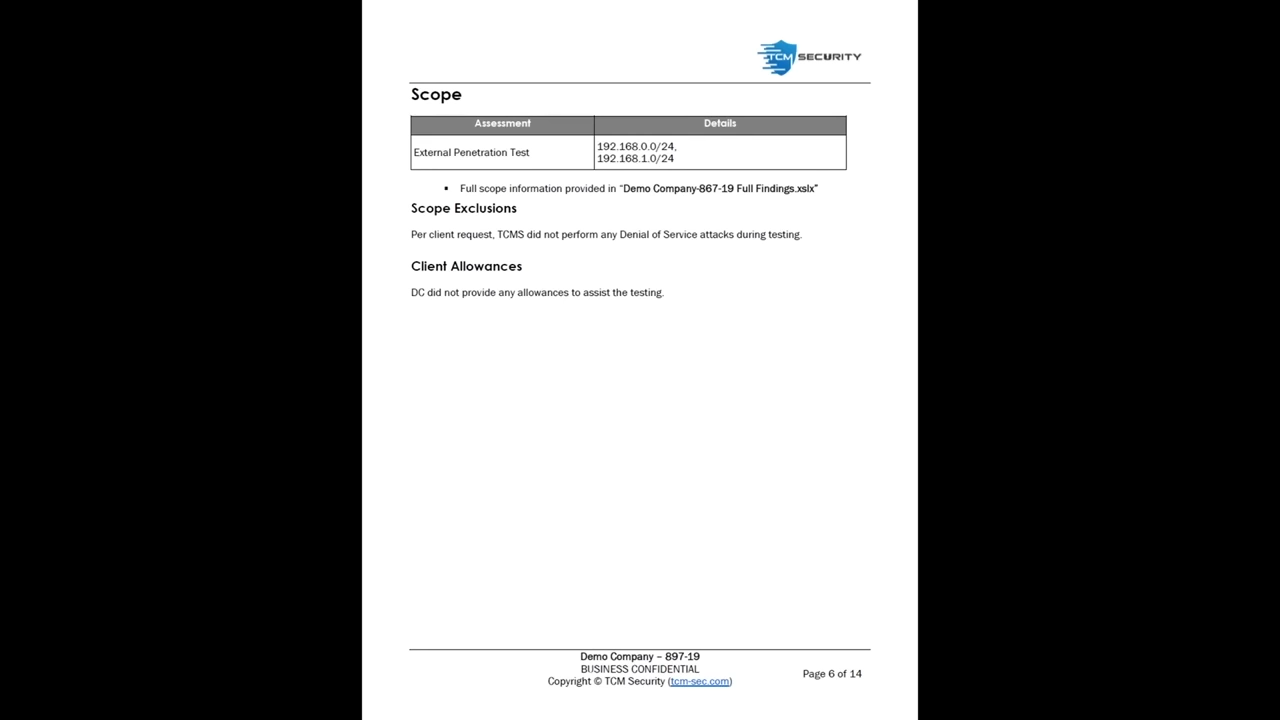 TCM SECURITY
Scope
Assessment Details
External Penetration Test 192.168.0.0/24,
192.168.1.0/24
▪ Full scope information provided in “Demo Company-867-19 Full Findings.xslx”
Scope Exclusions
Per client request, TCMS did not perform any Denial of Service attacks during testing.
Client Allowances
DC did not provide any allowances to assist the testing.
Demo Company – 897-19
BUSINESS CONFIDENTIAL
Copyright © TCM Security (tcm-sec.com)
Page 6 of 14